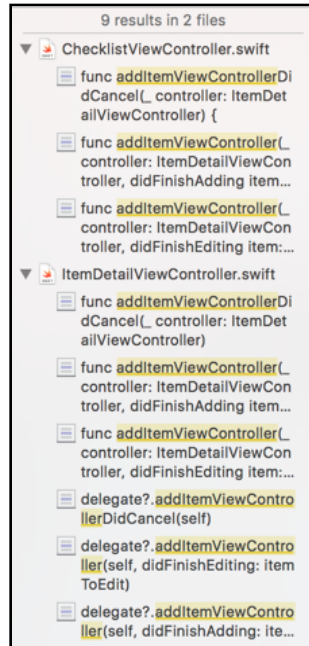 9 results in 2 files
ChecklistViewController.swift
func addItemViewControllerDi
dCancel(_ controller: ItemDet
ailViewController) {
func addItemViewController(_
controller: ItemDetailViewCon
troller, didFinishAdding item...
func addItemViewController(_
controller: ItemDetailViewCon
troller, didFinishEditing item:...
ItemDetailViewController.swift
func addItemViewControllerDi
dCancel(_ controller: ItemDet
ailViewController)
func addItemViewController(_
controller: ItemDetailViewCon
troller, didFinishAdding item...
func addItemViewController(_
controller: ItemDetailViewCon
troller, didFinishEditing item:...
delegate?.addItemViewContro
llerDidCancel(self)
delegate?.addItemViewContro
ller(self, didFinishEditing: item
ToEdit)
delegate?.addItemViewContro
ller(self, didFinishAdding: ite...